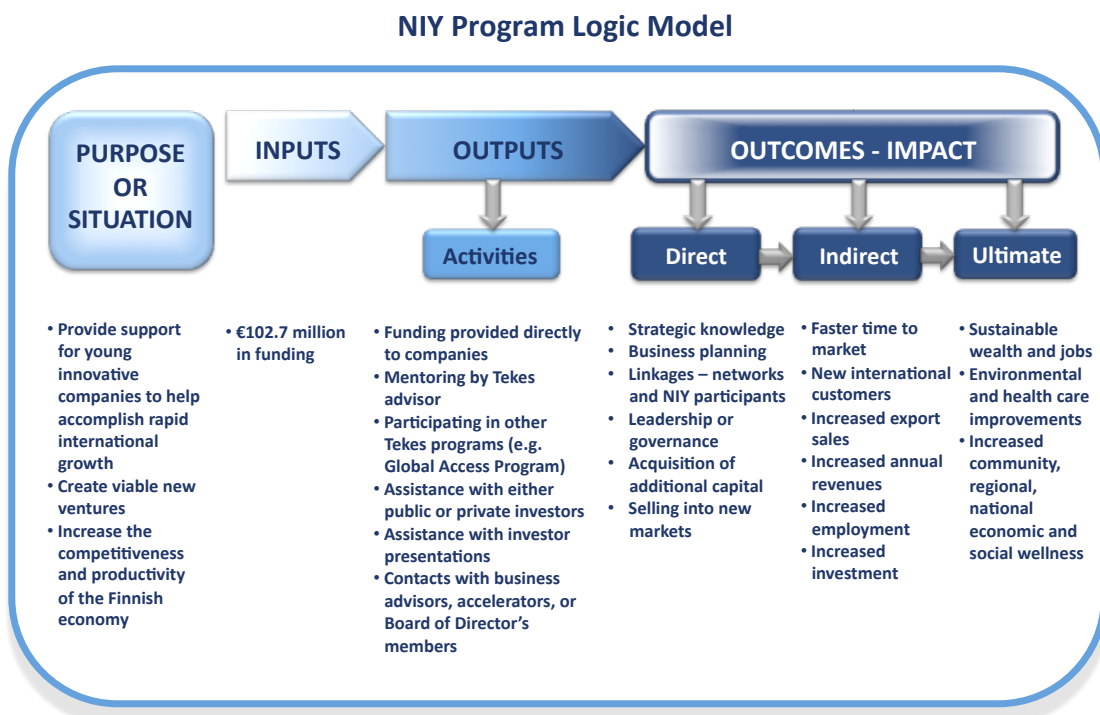 NIY Program Logic Model
PURPOSE
OR
SITUATION
INPUTS
OUTPUTS
OUTCOMES - IMPACT
Activities
Direct
Indirect
Ultimate
• Provide support
for young
innovative
companies to help
accomplish rapid
international
growth
• Create viable new
ventures
• Increase the
competitiveness
and productivity
of the Finnish
economy
• €102.7 million
in funding
• Funding provided directly
to companies
• Mentoring by Tekes
advisor
• Participating in other
Tekes programs (e.g.
Global Access Program)
• Assistance with either
public or private investors
• Assistance with investor
presentations
• Contacts with business
advisors, accelerators, or
Board of Director’s
members
• Strategic knowledge
• Business planning
• Linkages – networks
and NIY participants
• Leadership or
governance
• Acquisition of
additional capital
• Selling into new
markets
• Faster time to
market
• New international
customers
• Increased export
sales
• Increased annual
revenues
• Increased
employment
• Increased
investment
• Sustainable
wealth and jobs
• Environmental
and health care
improvements
• Increased
community,
regional,
national
economic and
social wellness